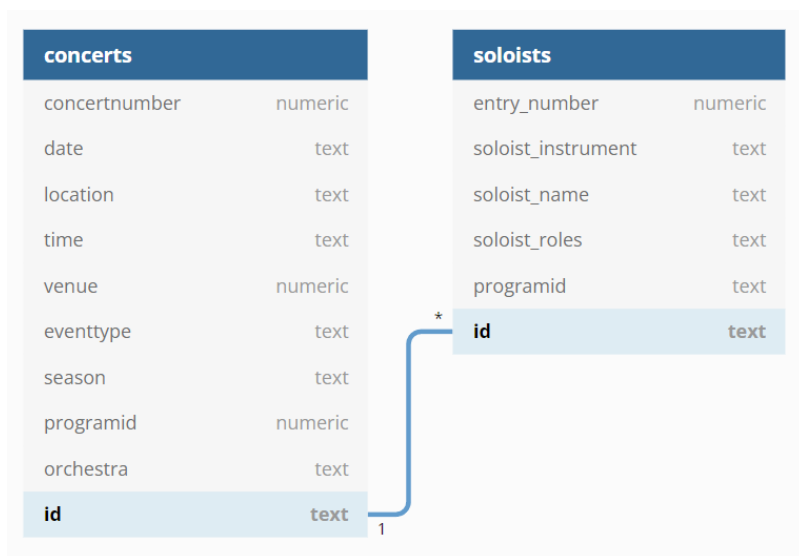 concerts
concertnumber numeric
date text
location text
time text
venue numeric
eventtype text
season text
programid numeric
orchestra text
id text
1
soloists
entry_number numeric
soloist_instrument text
soloist_name text
soloist_roles text
programid text
* id text